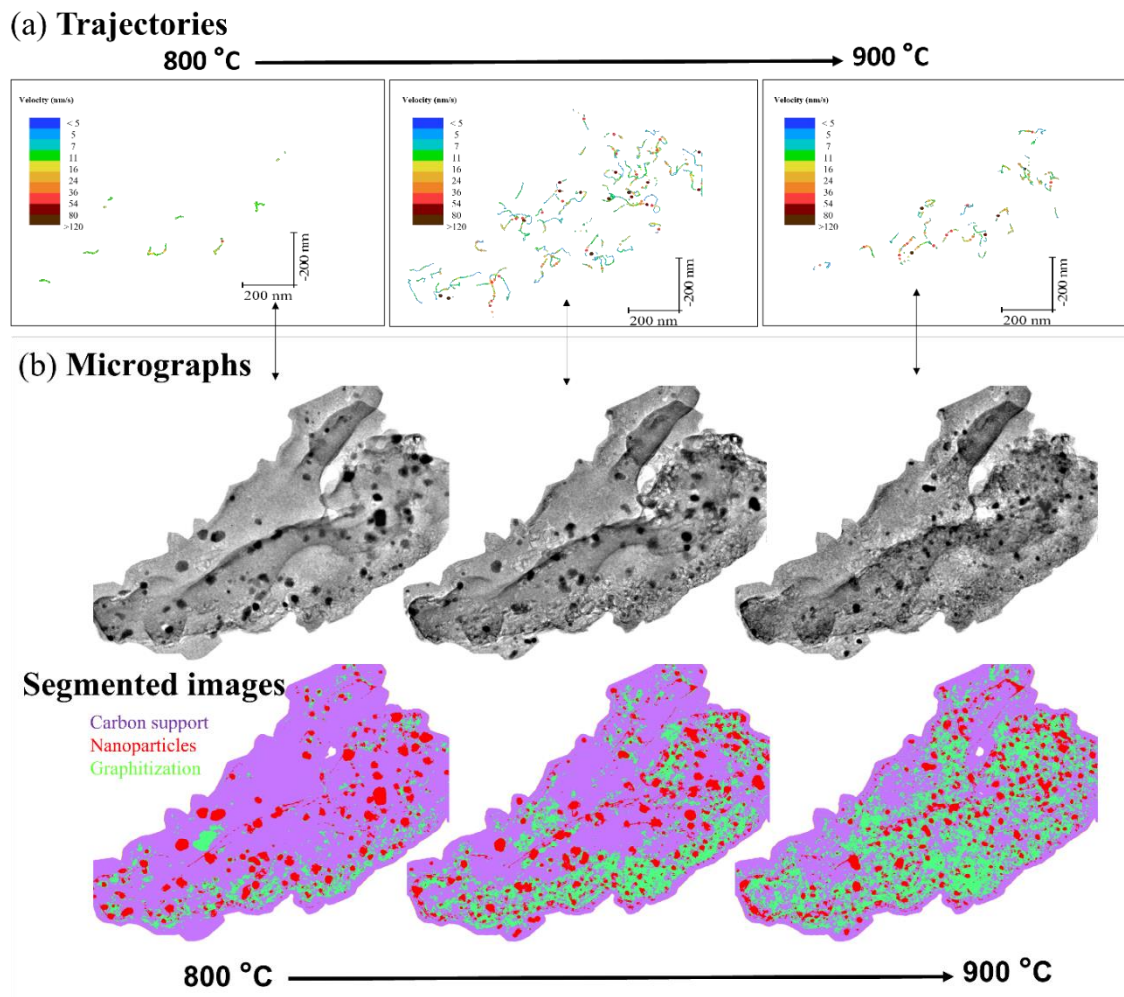 (a) Trajectories
800 °C 900 °C
Velocity (nm/s)
< 5
5
7
11
16
24
36
54
80
>120
200 nm
-200 nm
Velocity (nm/s)
< 5
5
7
11
16
24
36
54
80
>120
200 nm
-200 nm
Velocity (nm/s)
< 5
5
7
11
16
24
36
54
80
>120
200 nm
-200 nm
(b) Micrographs
Segmented images
Carbon support
Nanoparticles
Graphitization
800 °C 900 °C